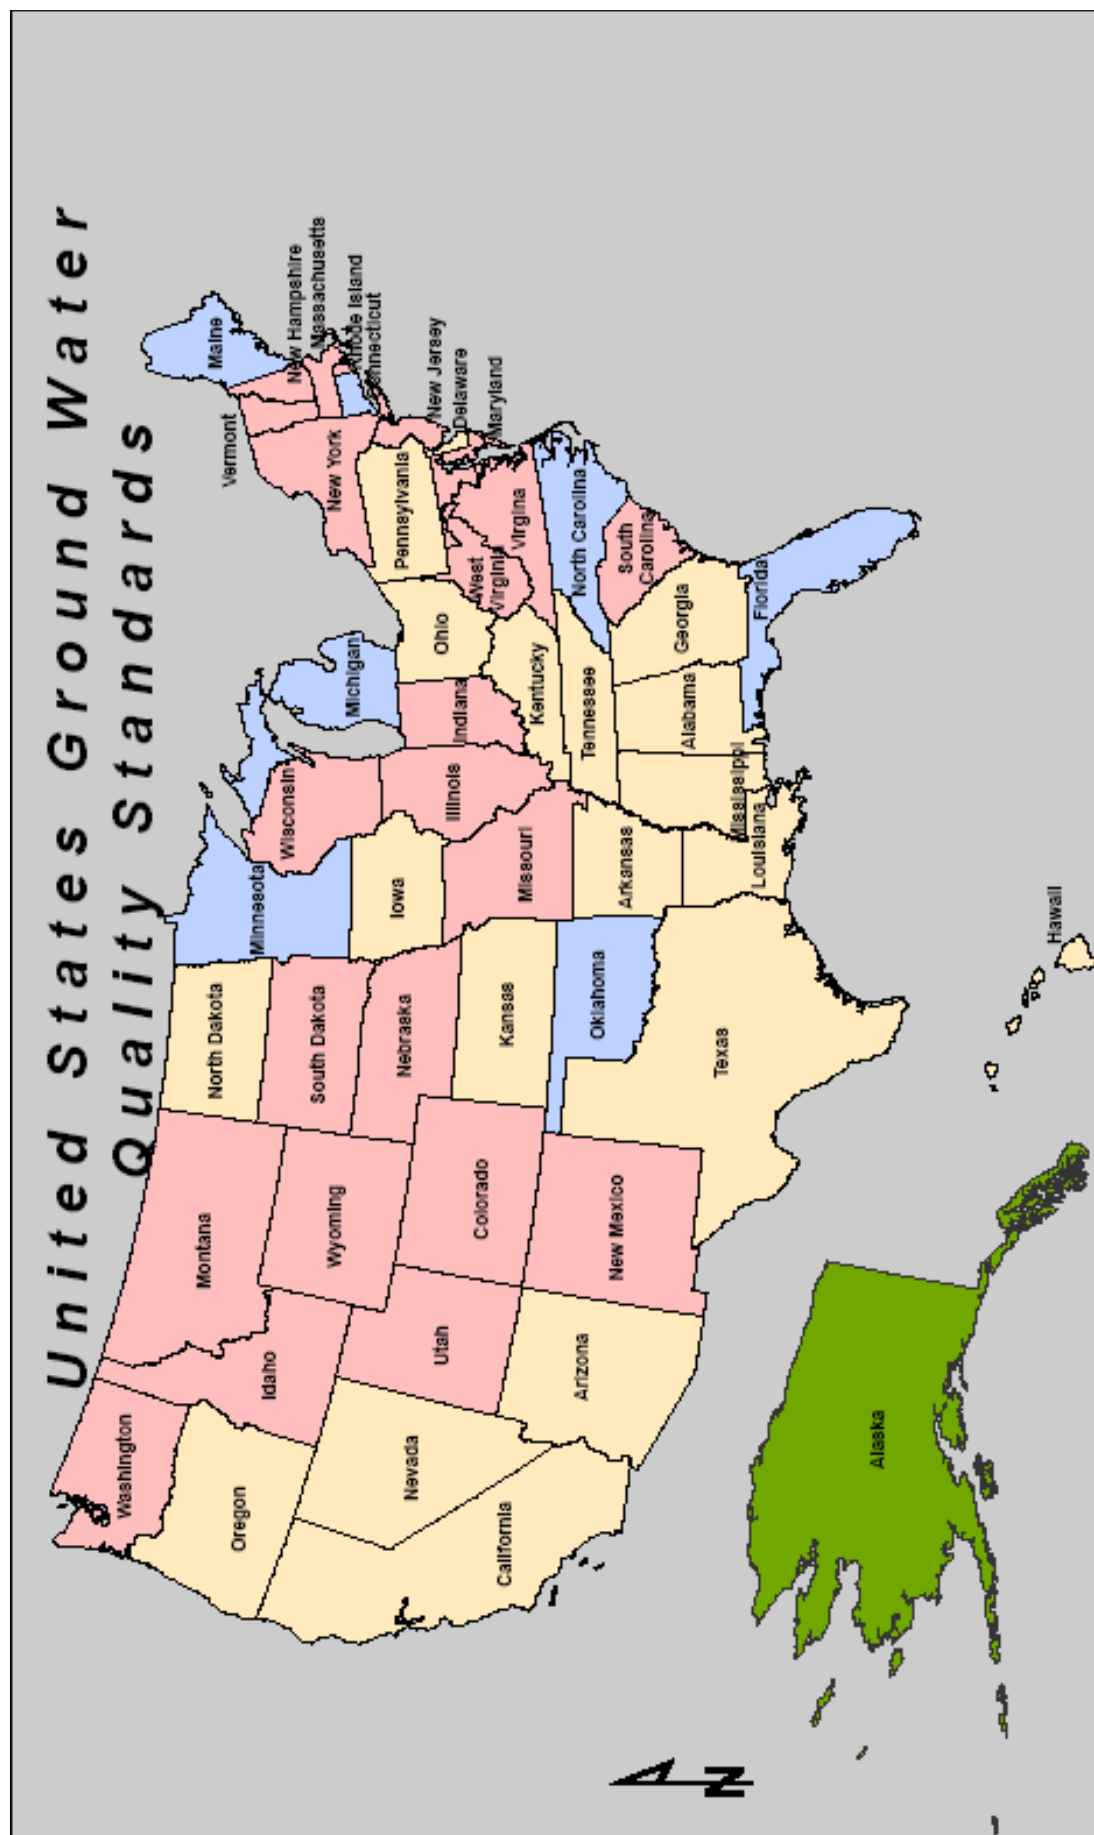 United States Ground Water
Quality Standards
Washington
Oregon
California
Nevada
Idaho
Montana
Wyoming
Utah
Arizona
Colorado
New Mexico
North Dakota
South Dakota
Nebraska
Kansas
Oklahoma
Texas
Minnesota
Iowa
Missouri
Arkansas
Louisiana
Wisconsin
Illinois
Mississippi
Michigan
Indiana
Kentucky
Tennessee
Alabama
Ohio
Georgia
Florida
West
Virginia
Virgina
North Carolina
South
Carolina
Pennsylvania
New York
Vermont
Maine
New Hampshire
Massachusetts
Rhode Island
Connecticut
New Jersey
Delaware
Maryland
Alaska
Hawaii
N